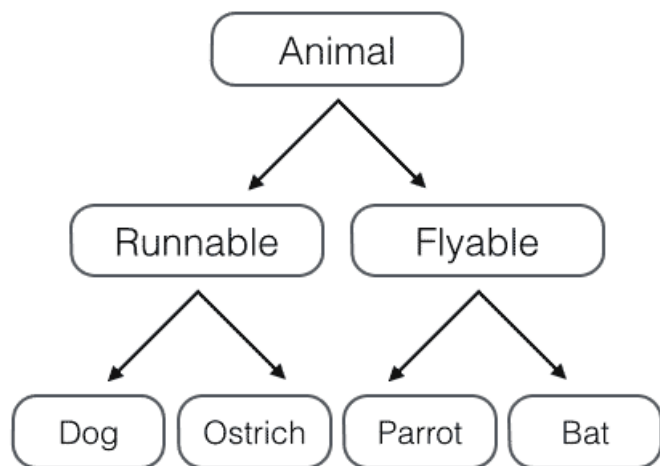 Animal
Runnable
Flyable
Dog
Ostrich
Parrot
Bat